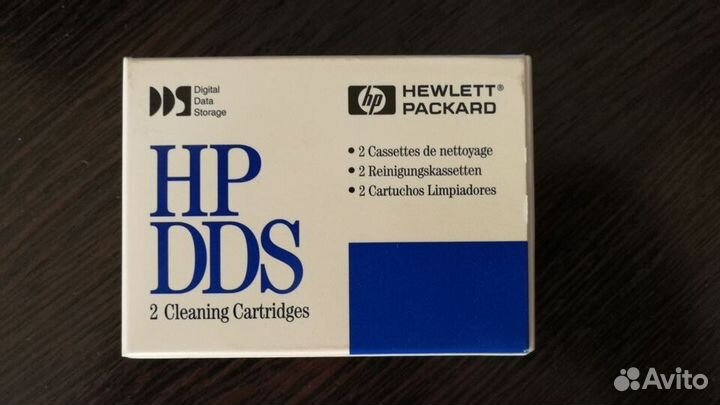 DDS Digital
Data
Storage
hp HEWLETT®
PACKARD
HP
DDS
2 Cleaning Cartridges
• 2 Cassettes de nettoyage
• 2 Reinigungskassetten
• 2 Cartuchos Limpiadores
Avito